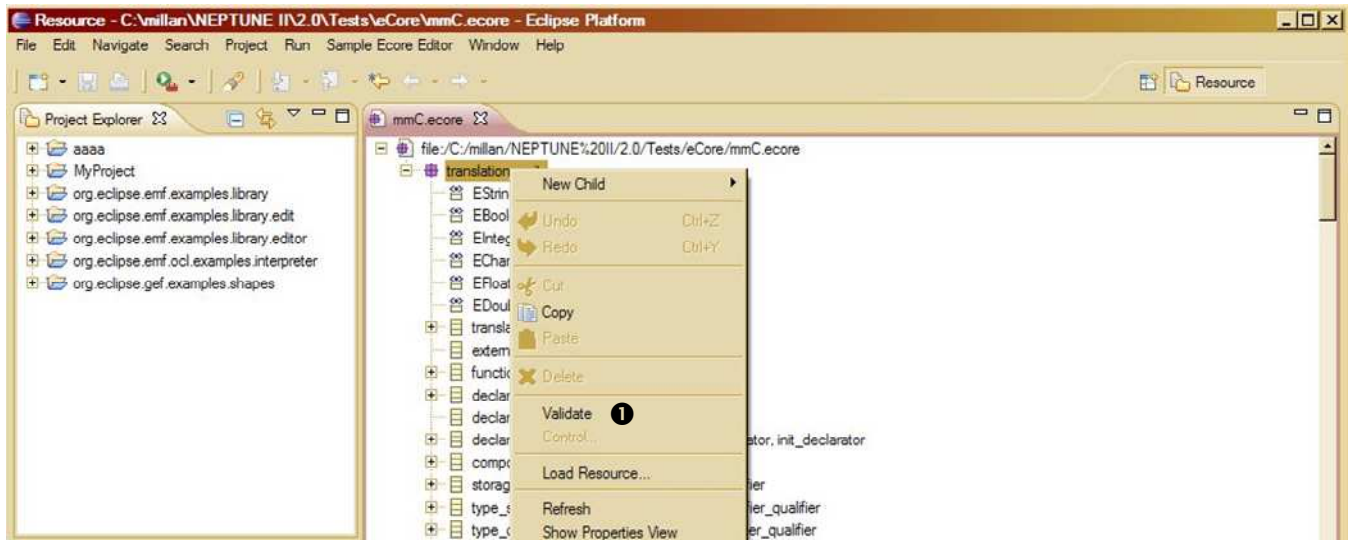 Resource - C:\millan\NEPTUNE II\2.0\Tests\eCore\mmC.ecore - Eclipse Platform
File Edit Navigate Search Project Run Sample Ecore Editor Window Help
Resource
Project Explorer
aaaa
MyProject
org.eclipse.emf.examples.library
org.eclipse.emf.examples.library.edit
org.eclipse.emf.examples.library.editor
org.eclipse.emf.ocl.examples.interpreter
org.eclipse.gef.examples.shapes
mmC.ecore
file:/C:/millan/NEPTUNE%20II/2.0/Tests/eCore/mmC.ecore
translation
EStrin
EBool
EInteg
EChar
EFloat
EDoul
transla
extern
functio
declar
declar
declar ator, init_declarator
compo
storag ier
type_s ier_qualifier
type_c er_qualifier
New Child
Undo Ctrl+Z
Redo Ctrl+Y
Cut
Copy
Paste
Delete
Validate ❶
Control...
Load Resource...
Refresh
Show Properties View